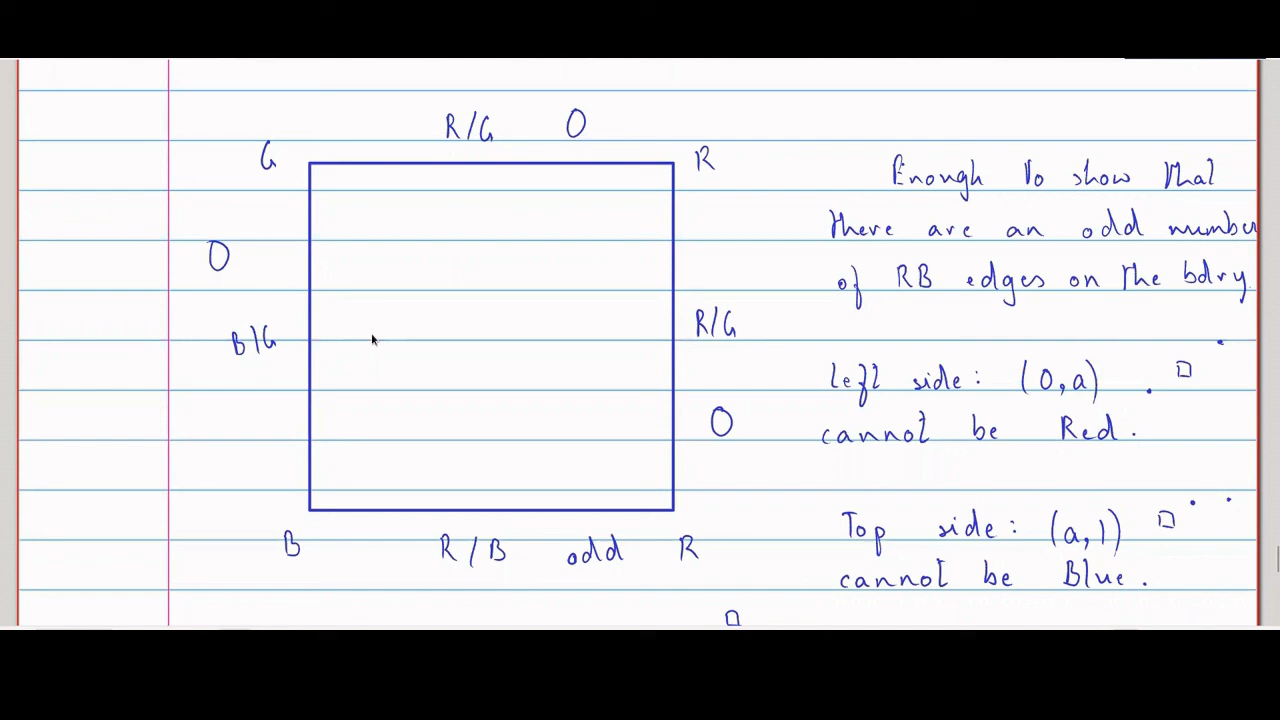 R/G O
G R
Enough to show that
there are an odd number
O
of RB edges on the bdry.
R/G
B/G
Left side: (0,a)
O
cannot be Red.
Top side: (a,1)
B R/B odd R
cannot be Blue.